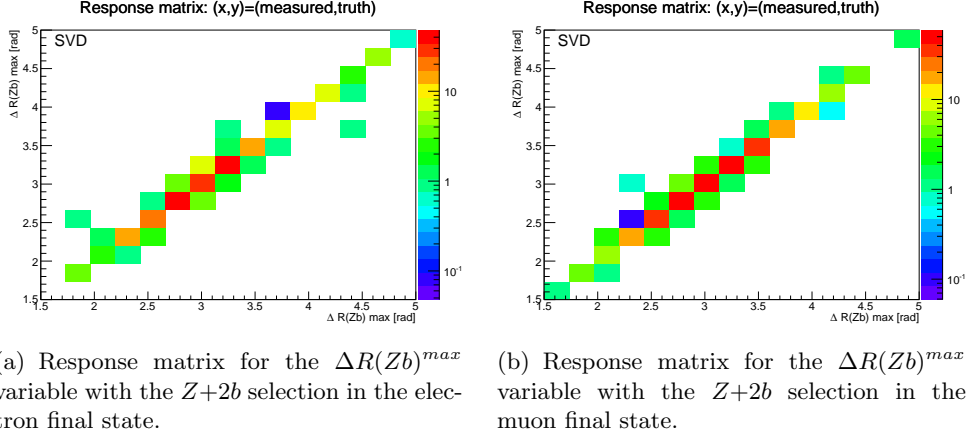 Response matrix: (x,y)=(measured,truth)
Δ R(Zb) max [rad]
SVD
5
4.5
4
3.5
3
2.5
2
1.5
1.5 2 2.5 3 3.5 4 4.5 5
Δ R(Zb) max [rad]
10
1
10⁻¹
(a) Response matrix for the ΔR(Zb)ᵐᵃˣ
variable with the Z+2b selection in the elec-
tron final state.
Response matrix: (x,y)=(measured,truth)
Δ R(Zb) max [rad]
SVD
5
4.5
4
3.5
3
2.5
2
1.5
1.5 2 2.5 3 3.5 4 4.5 5
Δ R(Zb) max [rad]
10
1
10⁻¹
(b) Response matrix for the ΔR(Zb)ᵐᵃˣ
variable with the Z+2b selection in the
muon final state.